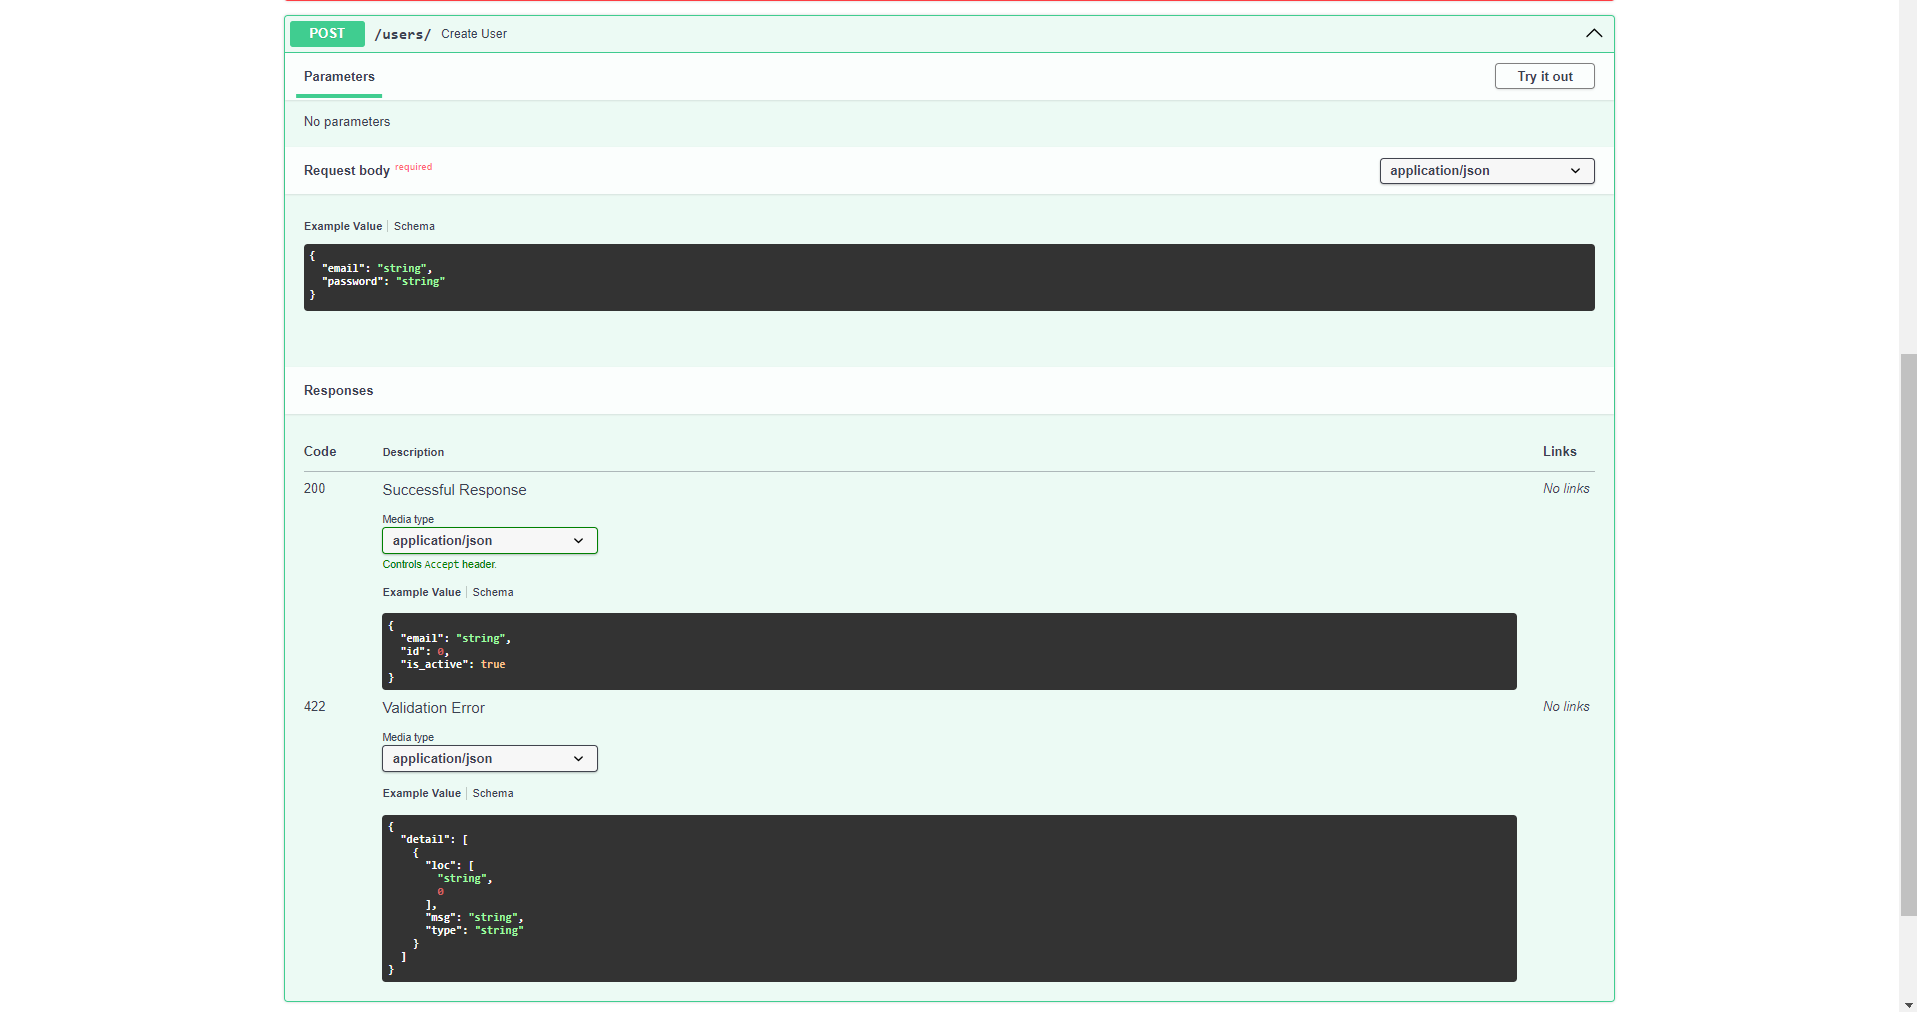 POST /users/ Create User
Parameters
Try it out
No parameters
Request body required
application/json
Example Value Schema
{
  "email": "string",
  "password": "string"
}
Responses
Code Description Links
200 Successful Response No links
Media type
application/json
Controls Accept header.
Example Value Schema
{
  "email": "string",
  "id": 0,
  "is_active": true
}
422 Validation Error No links
Media type
application/json
Example Value Schema
{
  "detail": [
    {
      "loc": [
        "string",
        0
      ],
      "msg": "string",
      "type": "string"
    }
  ]
}